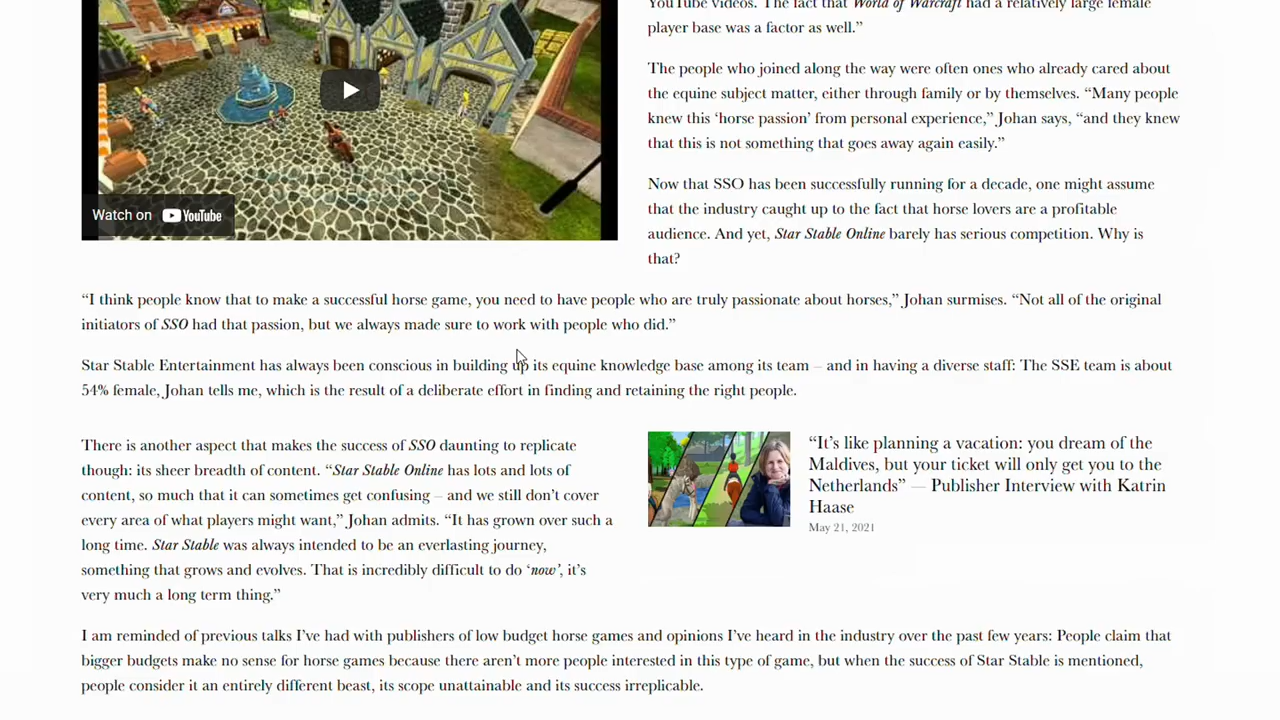 YouTube videos. The fact that World of Warcraft had a relatively large female
player base was a factor as well.”
The people who joined along the way were often ones who already cared about
the equine subject matter, either through family or by themselves. “Many people
knew this ‘horse passion’ from personal experience,” Johan says, “and they knew
that this is not something that goes away again easily.”
Now that SSO has been successfully running for a decade, one might assume
that the industry caught up to the fact that horse lovers are a profitable
audience. And yet, Star Stable Online barely has serious competition. Why is
that?
Watch on YouTube
“I think people know that to make a successful horse game, you need to have people who are truly passionate about horses,” Johan surmises. “Not all of the original
initiators of SSO had that passion, but we always made sure to work with people who did.”
Star Stable Entertainment has always been conscious in building up its equine knowledge base among its team – and in having a diverse staff: The SSE team is about
54% female, Johan tells me, which is the result of a deliberate effort in finding and retaining the right people.
There is another aspect that makes the success of SSO daunting to replicate
though: its sheer breadth of content. “Star Stable Online has lots and lots of
content, so much that it can sometimes get confusing – and we still don’t cover
every area of what players might want,” Johan admits. “It has grown over such a
long time. Star Stable was always intended to be an everlasting journey,
something that grows and evolves. That is incredibly difficult to do ‘now’, it’s
very much a long term thing.”
“It’s like planning a vacation: you dream of the
Maldives, but your ticket will only get you to the
Netherlands” — Publisher Interview with Katrin
Haase
May 21, 2021
I am reminded of previous talks I’ve had with publishers of low budget horse games and opinions I’ve heard in the industry over the past few years: People claim that
bigger budgets make no sense for horse games because there aren’t more people interested in this type of game, but when the success of Star Stable is mentioned,
people consider it an entirely different beast, its scope unattainable and its success irreplicable.